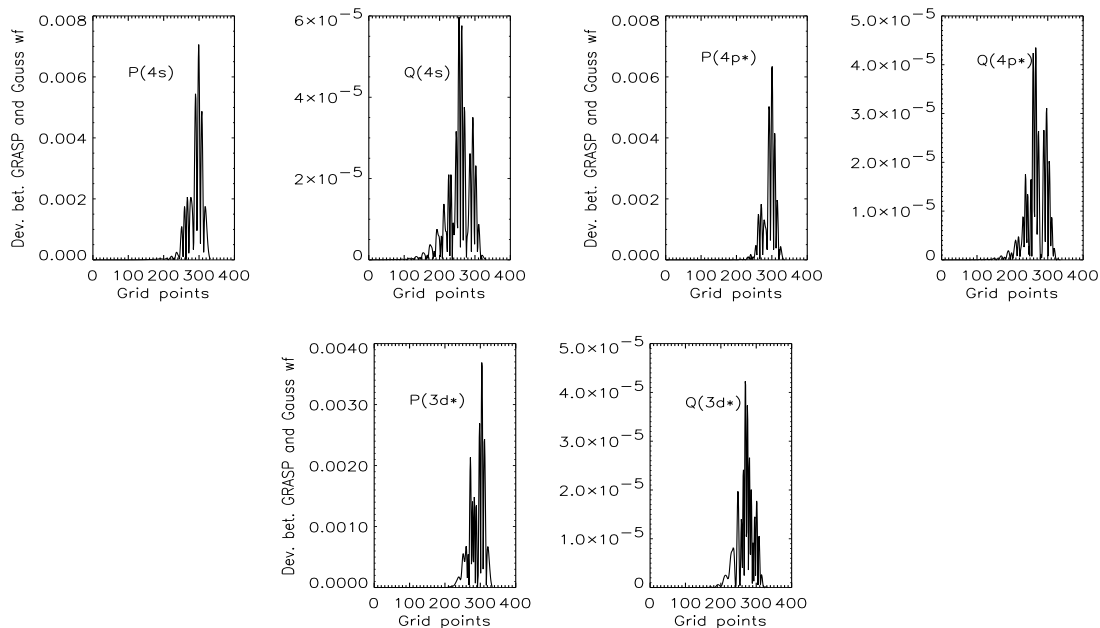 Dev. bet. GRASP and Gauss wf
0.008
0.006
0.004
0.002
0.000
P(4s)
0 100 200 300 400
Grid points
6×10⁻⁵
4×10⁻⁵
2×10⁻⁵
0
Q(4s)
0 100 200 300 400
Grid points
Dev. bet. GRASP and Gauss wf
0.008
0.006
0.004
0.002
0.000
P(4p*)
0 100 200 300 400
Grid points
5.0×10⁻⁵
4.0×10⁻⁵
3.0×10⁻⁵
2.0×10⁻⁵
1.0×10⁻⁵
0
Q(4p*)
0 100 200 300 400
Grid points
Dev. bet. GRASP and Gauss wf
0.0040
0.0030
0.0020
0.0010
0.0000
P(3d*)
0 100 200 300 400
Grid points
5.0×10⁻⁵
4.0×10⁻⁵
3.0×10⁻⁵
2.0×10⁻⁵
1.0×10⁻⁵
0
Q(3d*)
0 100 200 300 400
Grid points